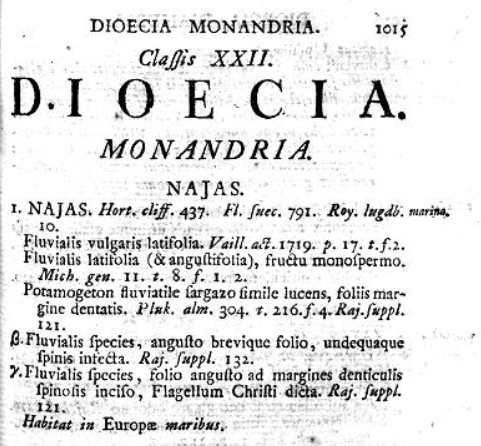 DIOECIA MONANDRIA. 1015
Claſſis XXII.
D.IOECIA.
MONANDRIA.
NAJAS.
1. NAJAS. Hort. cliff. 437. Fl. ſuec. 791. Roy. lugdb. marina.
10.
Fluvialis vulgaris latifolia. Vaill. act. 1719. p. 17. t.f.2.
Fluvialis latifolia (& anguſtifolia), fructu monoſpermo.
Mich. gen. 11. t. 8. f. 1. 2.
Potamogeton fluviatile ſargazo ſimile lucens, foliis mar-
gine dentatis. Pluk. alm. 304. t. 216. f. 4. Raj. ſuppl.
121.
β. Fluvialis ſpecies, anguſto brevique folio, undequaque
ſpinis infecta. Raj. ſuppl. 132.
γ. Fluvialis ſpecies, folio anguſto ad margines denticulis
ſpinoſis inciſo, Flagellum Chriſti dicta. Raj. ſuppl.
121.
Habitat in Europæ maribus.